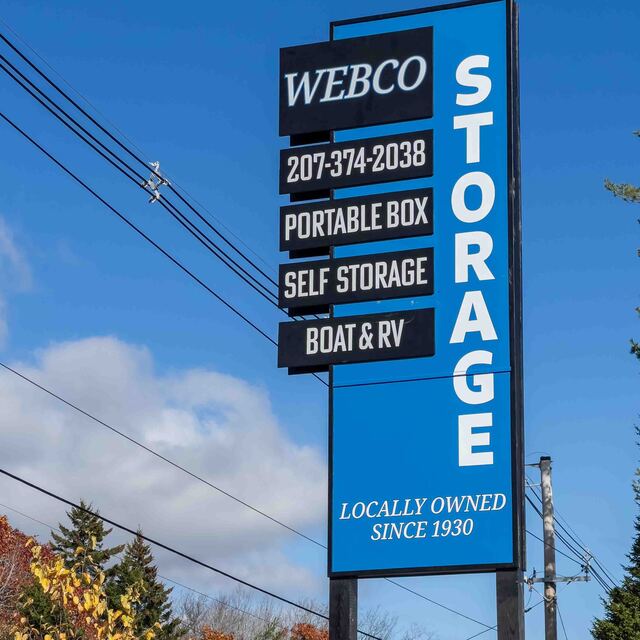 WEBCO
207-374-2038
PORTABLE BOX
SELF STORAGE
BOAT & RV
STORAGE
LOCALLY OWNED
SINCE 1930